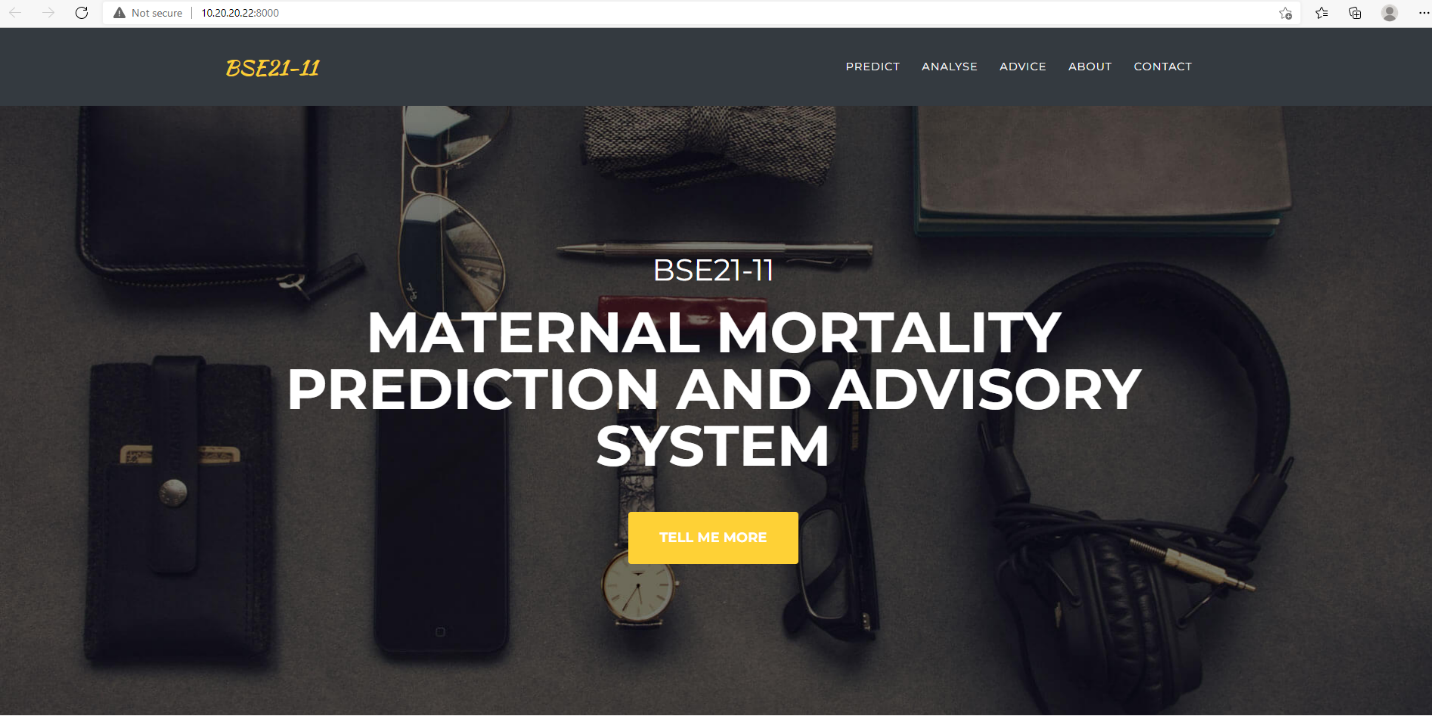 Not secure
10.20.20.22:8000
BSE21-11
PREDICT ANALYSE ADVICE ABOUT CONTACT
BSE21-11
MATERNAL MORTALITY
PREDICTION AND ADVISORY
SYSTEM
TELL ME MORE